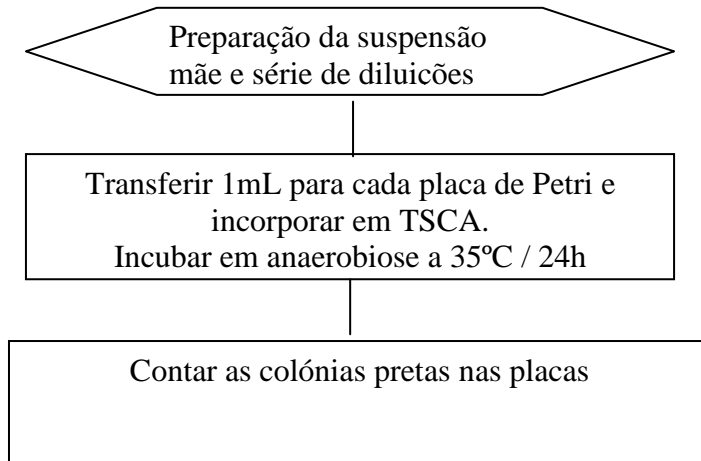 Preparação da suspensão
mãe e série de diluicões
Transferir 1mL para cada placa de Petri e
incorporar em TSCA.
Incubar em anaerobiose a 35ºC / 24h
Contar as colónias pretas nas placas